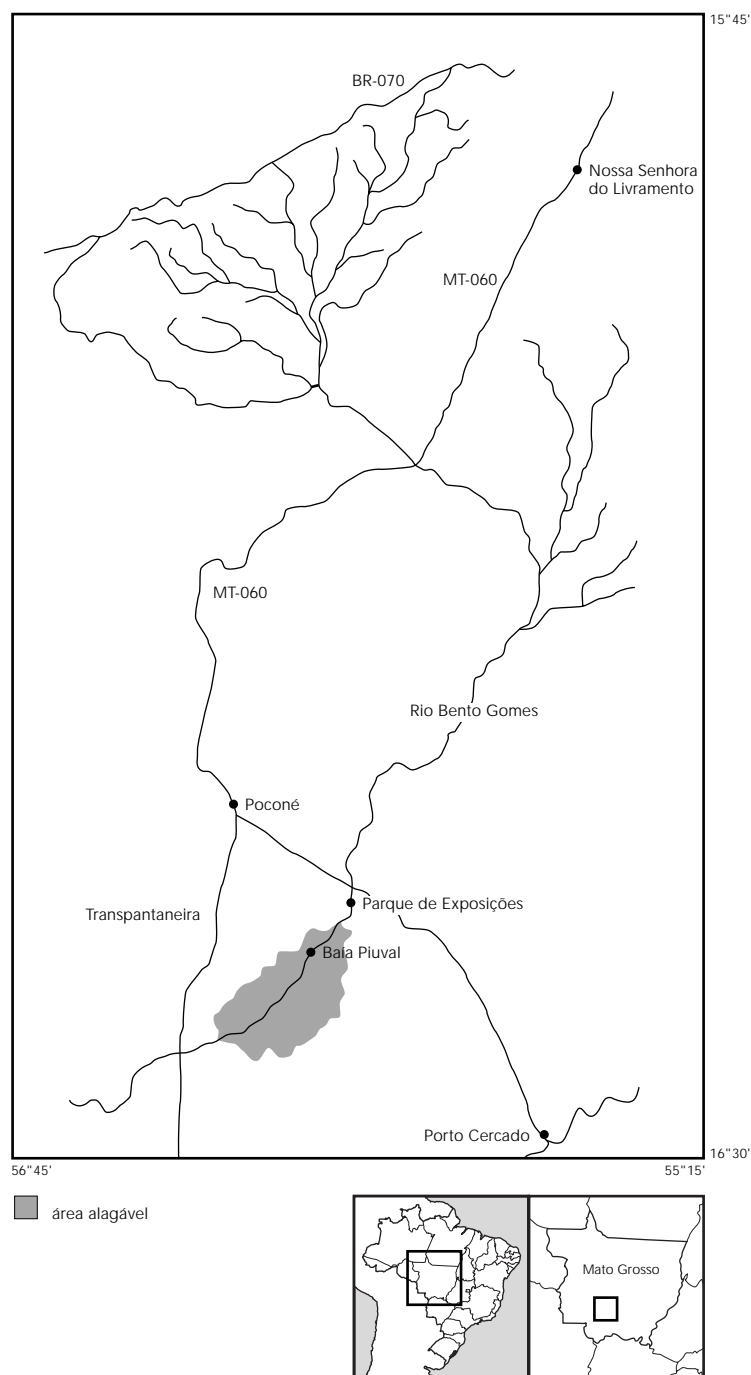 15"45'
BR-070
Nossa Senhora
do Livramento
MT-060
MT-060
Rio Bento Gomes
Poconé
Parque de Exposições
Transpantaneira
Baía Piuval
Porto Cercado
16"30'
56"45'
55"15'
área alagável
Mato Grosso